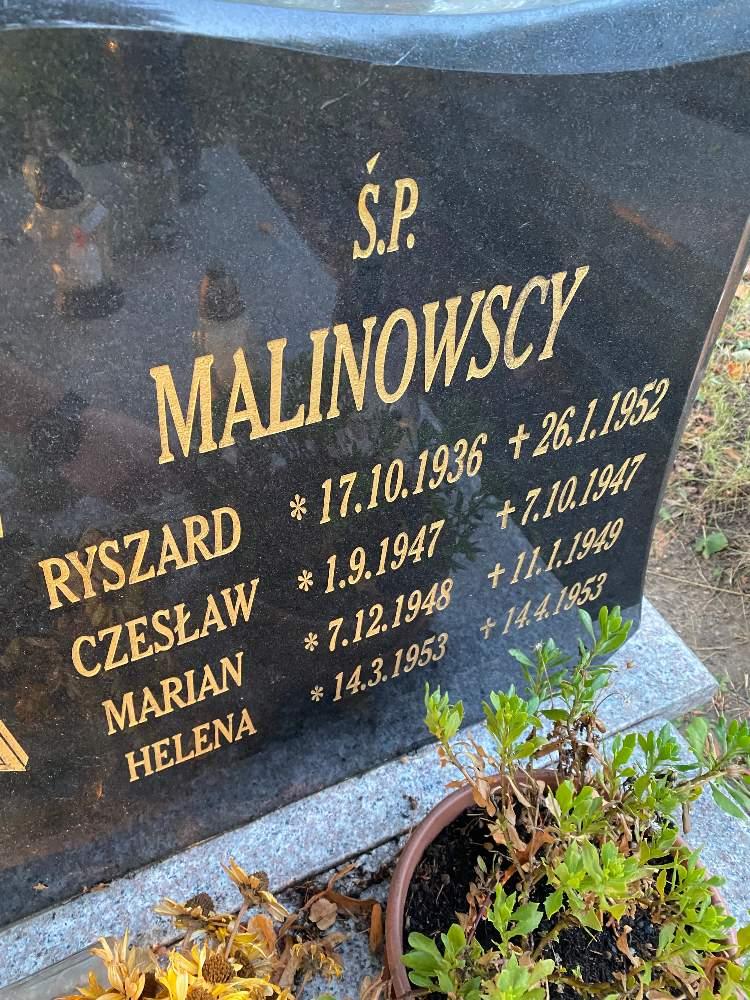 Ś.P.
MALINOWSCY
RYSZARD * 17.10.1936 + 26.1.1952
CZESŁAW * 1.9.1947 + 7.10.1947
MARIAN * 7.12.1948 + 11.1.1949
HELENA * 14.3.1953 + 14.4.1953